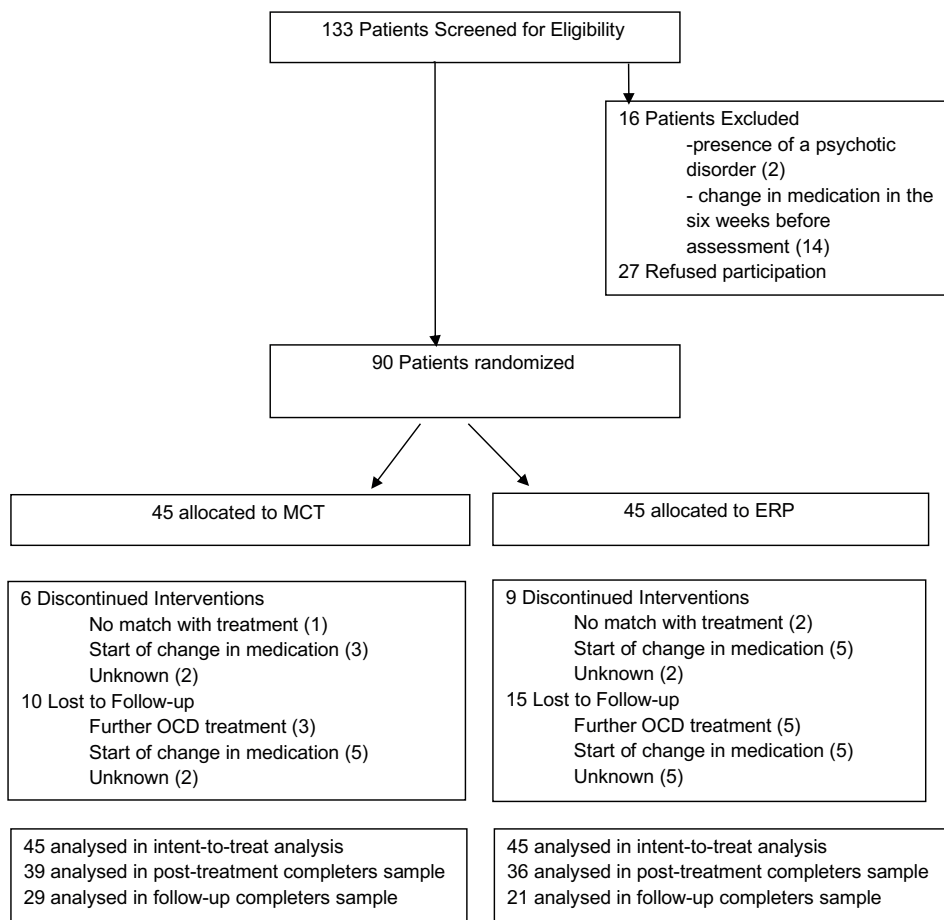 133 Patients Screened for Eligibility
16 Patients Excluded
-presence of a psychotic
disorder (2)
- change in medication in the
six weeks before
assessment (14)
27 Refused participation
90 Patients randomized
45 allocated to MCT
45 allocated to ERP
6 Discontinued Interventions
No match with treatment (1)
Start of change in medication (3)
Unknown (2)
10 Lost to Follow-up
Further OCD treatment (3)
Start of change in medication (5)
Unknown (2)
9 Discontinued Interventions
No match with treatment (2)
Start of change in medication (5)
Unknown (2)
15 Lost to Follow-up
Further OCD treatment (5)
Start of change in medication (5)
Unknown (5)
45 analysed in intent-to-treat analysis
39 analysed in post-treatment completers sample
29 analysed in follow-up completers sample
45 analysed in intent-to-treat analysis
36 analysed in post-treatment completers sample
21 analysed in follow-up completers sample